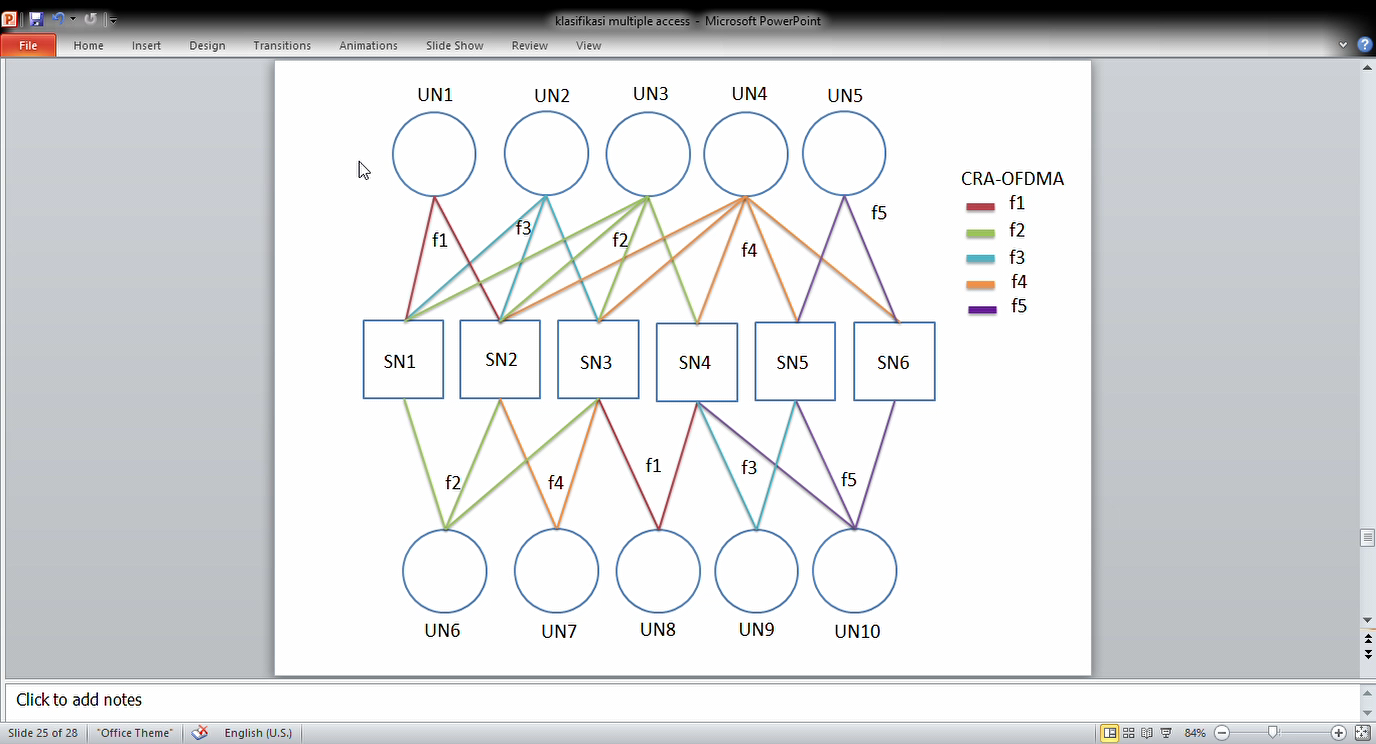 klasifikasi multiple access - Microsoft PowerPoint
File Home Insert Design Transitions Animations Slide Show Review View
UN1 UN2 UN3 UN4 UN5
CRA-OFDMA
f1
f2
f3
f4
f5
f1 f3 f2 f4 f5
SN1 SN2 SN3 SN4 SN5 SN6
f2 f4 f1 f3 f5
UN6 UN7 UN8 UN9 UN10
Click to add notes
Slide 25 of 28 "Office Theme" English (U.S.) 84%